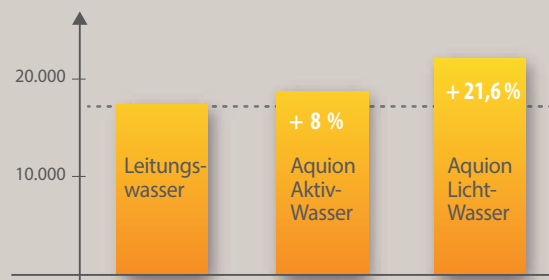 20.000
10.000
Leitungs-
wasser
+ 8 %
Aquion
Aktiv-
Wasser
+ 21,6 %
Aquion
Licht-
Wasser